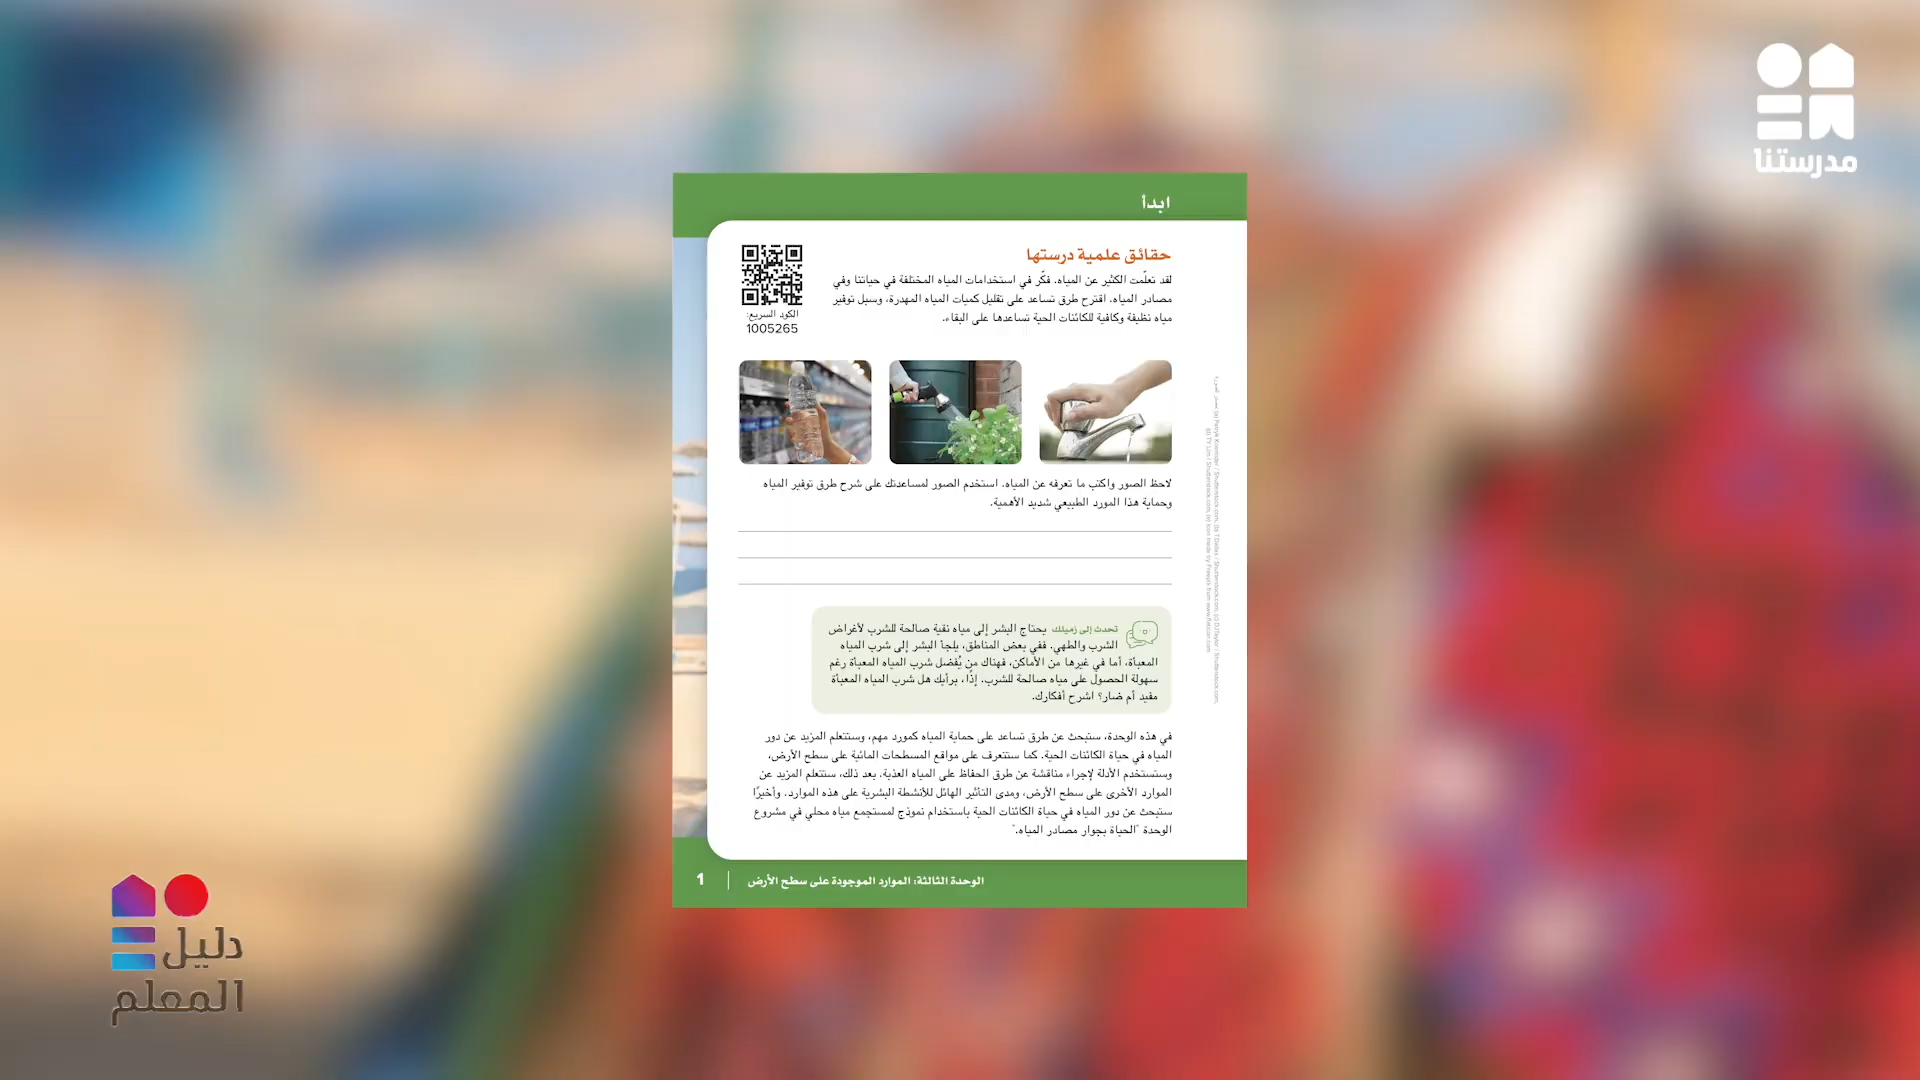 مدرستنا
ابدأ
حقائق علمية درستها
لقد تعلّمت الكثير عن المياه. فكّر في استخدامات المياه المختلفة في حياتنا وفي
مصادر المياه. اقترح طرق تساعد على تقليل كميات المياه المهدرة، وسبل توفير
مياه نظيفة وكافية للكائنات الحية تساعدها على البقاء.
الكود السريع:
1005265
لاحظ الصور واكتب ما تعرفه عن المياه. استخدم الصور لمساعدتك على شرح طرق توفير المياه
وحماية هذا المورد الطبيعي شديد الأهمية.
تحدث إلى زميلك يحتاج البشر إلى مياه نقية صالحة للشرب لأغراض
الشرب والطهي. ففي بعض المناطق، يلجأ البشر إلى شرب المياه
المعبأة، أما في غيرها من الأماكن، فهناك من يُفضل شرب المياه المعبأة رغم
سهولة الحصول على مياه صالحة للشرب. إذًا، برأيك هل شرب المياه المعبأة
مفيد أم ضار؟ اشرح أفكارك.
في هذه الوحدة، ستبحث عن طرق تساعد على حماية المياه كمورد مهم، وستتعلم المزيد عن دور
المياه في حياة الكائنات الحية. كما ستتعرف على مواقع المسطحات المائية على سطح الأرض،
وستستخدم الأدلة لإجراء مناقشة عن طرق الحفاظ على المياه العذبة. بعد ذلك، ستتعلم المزيد عن
الموارد الأخرى على سطح الأرض، ومدى التأثير الهائل للأنشطة البشرية على هذه الموارد. وأخيرًا
ستبحث عن دور المياه في حياة الكائنات الحية باستخدام نموذج لمستجمع مياه محلي في مشروع
الوحدة "الحياة بجوار مصادر المياه."
الوحدة الثالثة: الموارد الموجودة على سطح الأرض | 1
دليل
المعلم